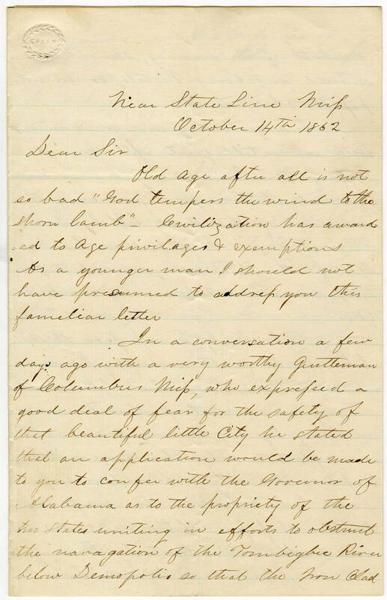 Near State Line Miss
October 14th 1862
Dear Sir
Old Age after all is not
so bad "God tempers the wind to the
shorn lamb" - Civilization has award
ed to Age privilages & exemptions
As a younger man I should not
have presumed to address you this
familiar letter
In a conversation a few
days ago with a very worthy Gentleman
of Columbus Miss, who expressed a
good deal of fear for the safety of
that beautiful little City he stated
that an application would be made
to you to confer with the Governor of
Alabama as to the propriety of the
two States uniting in efforts to obstruct
the navagation of the Tombigbee River
below Demopolis so that the Iron Clad